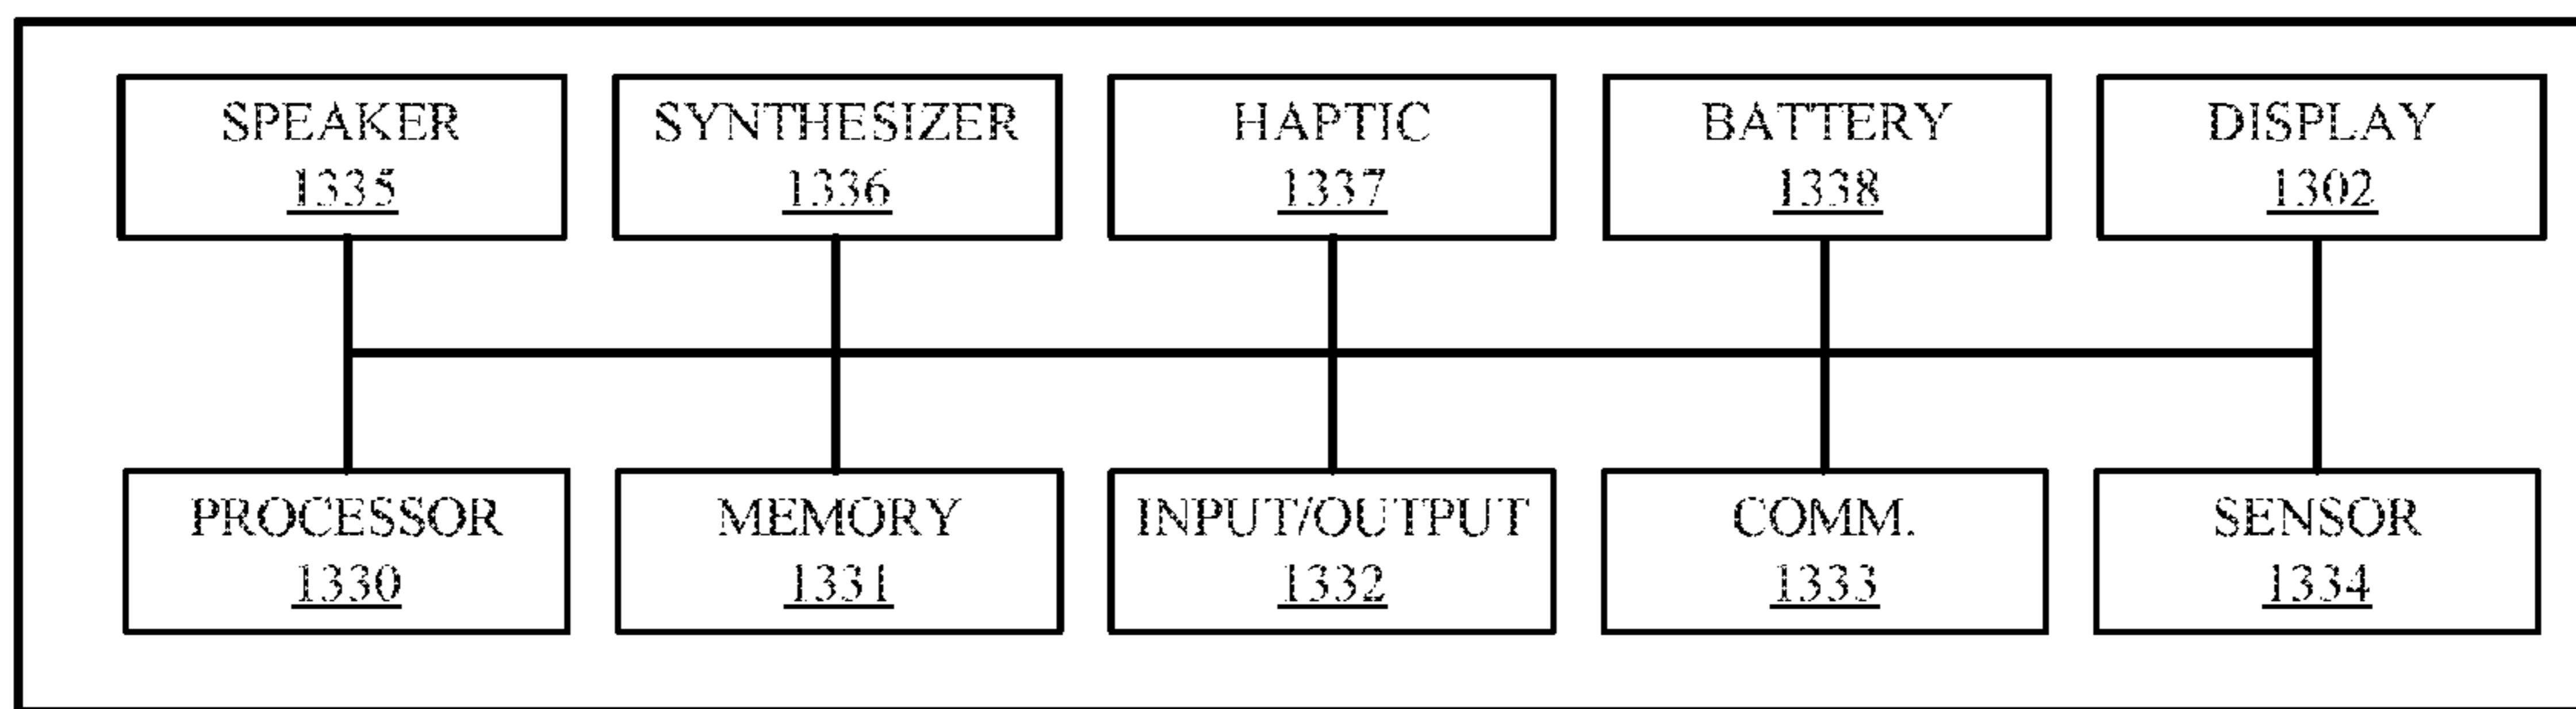 SPEAKER
1335
SYNTHESIZER
1336
HAPTIC
1337
BATTERY
1338
DISPLAY
1302
PROCESSOR
1330
MEMORY
1331
INPUT/OUTPUT
1332
COMM.
1333
SENSOR
1334